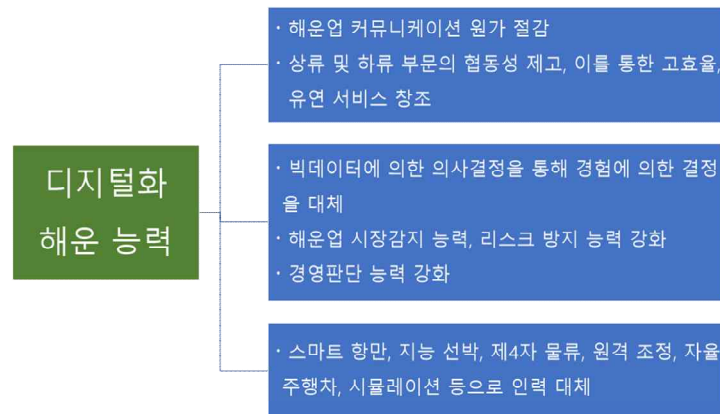 디지털화
해운 능력
· 해운업 커뮤니케이션 원가 절감
· 상류 및 하류 부문의 협동성 제고, 이를 통한 고효율,
유연 서비스 창조
· 빅데이터에 의한 의사결정을 통해 경험에 의한 결정
을 대체
· 해운업 시장감지 능력, 리스크 방지 능력 강화
· 경영판단 능력 강화
· 스마트 항만, 지능 선박, 제4자 물류, 원격 조정, 자율
주행차, 시뮬레이션 등으로 인력 대체